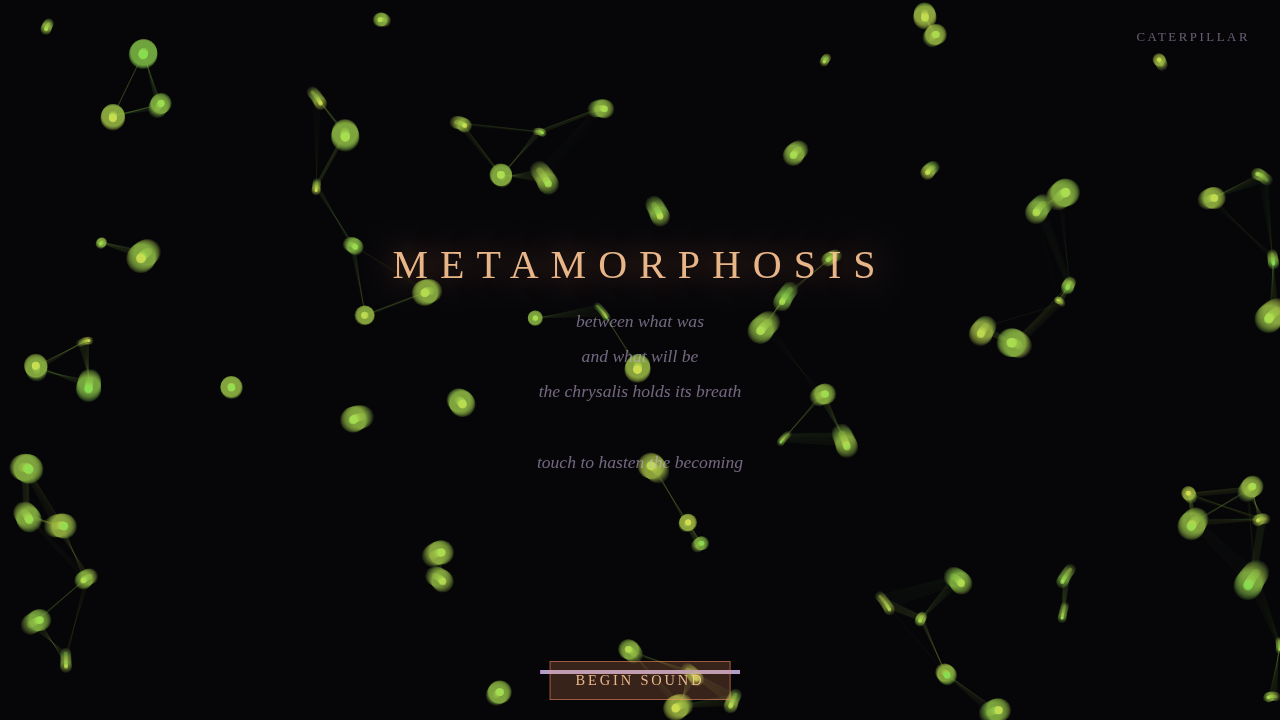 CATERPILLAR
METAMORPHOSIS
between what was
and what will be
the chrysalis holds its breath
touch to hasten the becoming
BEGIN SOUND